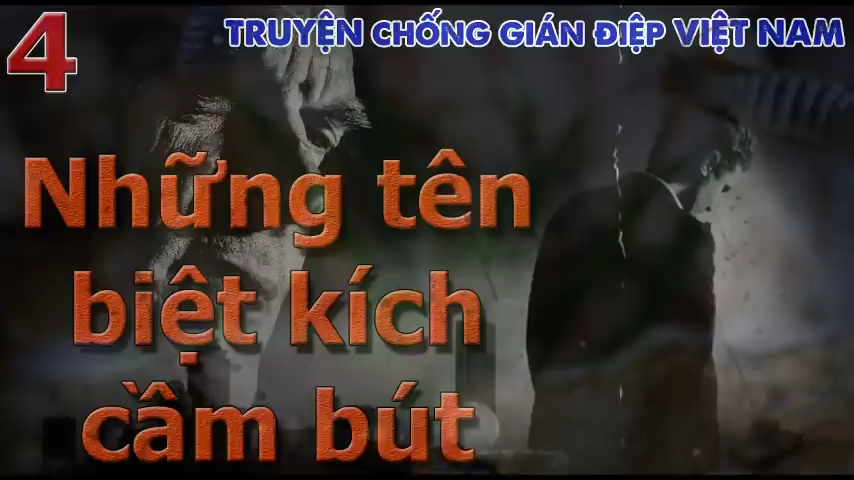 4
TRUYỆN CHỐNG GIÁN ĐIỆP VIỆT NAM
Những tên
biệt kích
cầm bút